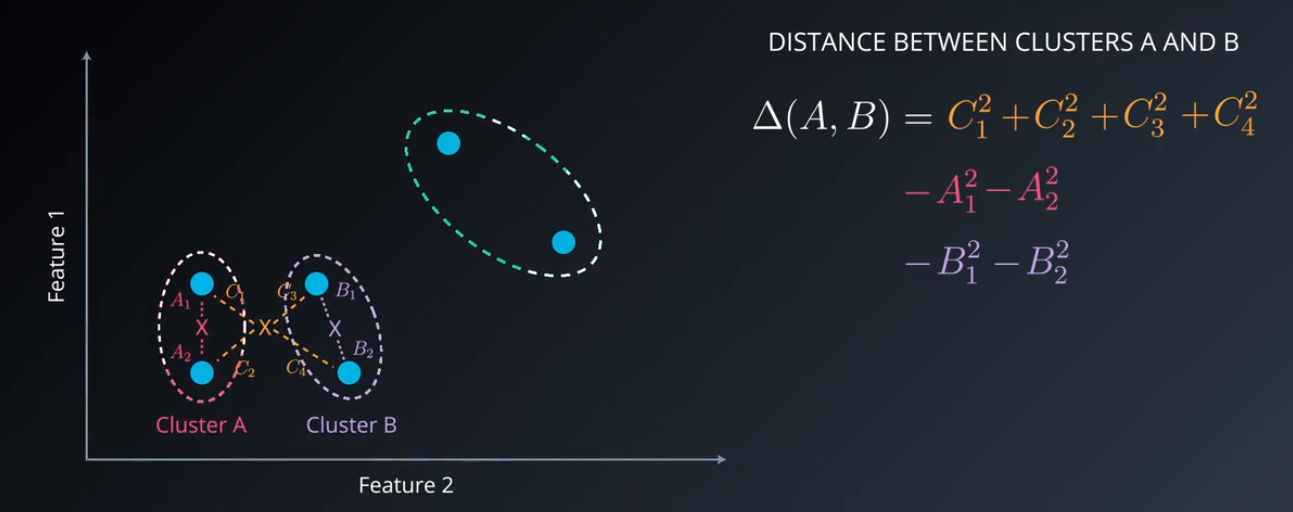 DISTANCE BETWEEN CLUSTERS A AND B
Δ(A, B) = C₁² + C₂² + C₃² + C₄²
− A₁² − A₂²
− B₁² − B₂²
Feature 1
A₁ C₁ C₃ B₁
X X X
A₂ C₂ C₄ B₂
Cluster A Cluster B
Feature 2